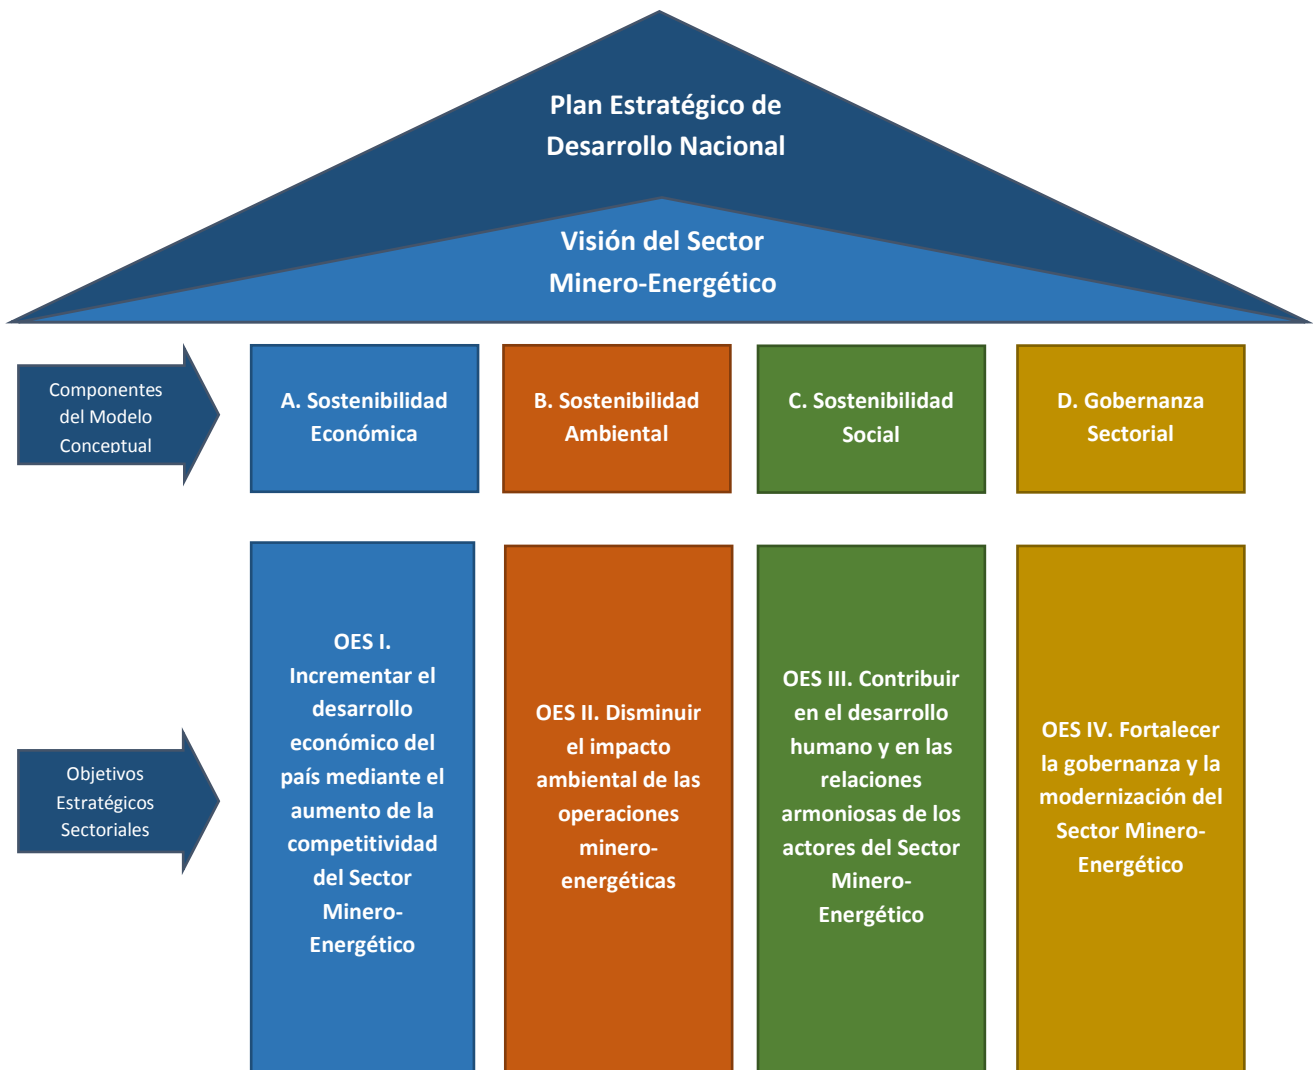 Plan Estratégico de
Desarrollo Nacional
Visión del Sector
Minero-Energético
Componentes
del Modelo
Conceptual
A. Sostenibilidad
Económica
B. Sostenibilidad
Ambiental
C. Sostenibilidad
Social
D. Gobernanza
Sectorial
Objetivos
Estratégicos
Sectoriales
OES I.
Incrementar el
desarrollo
económico del
país mediante el
aumento de la
competitividad
del Sector
Minero-
Energético
OES II. Disminuir
el impacto
ambiental de las
operaciones
minero-
energéticas
OES III. Contribuir
en el desarrollo
humano y en las
relaciones
armoniosas de los
actores del Sector
Minero-
Energético
OES IV. Fortalecer
la gobernanza y la
modernización del
Sector Minero-
Energético